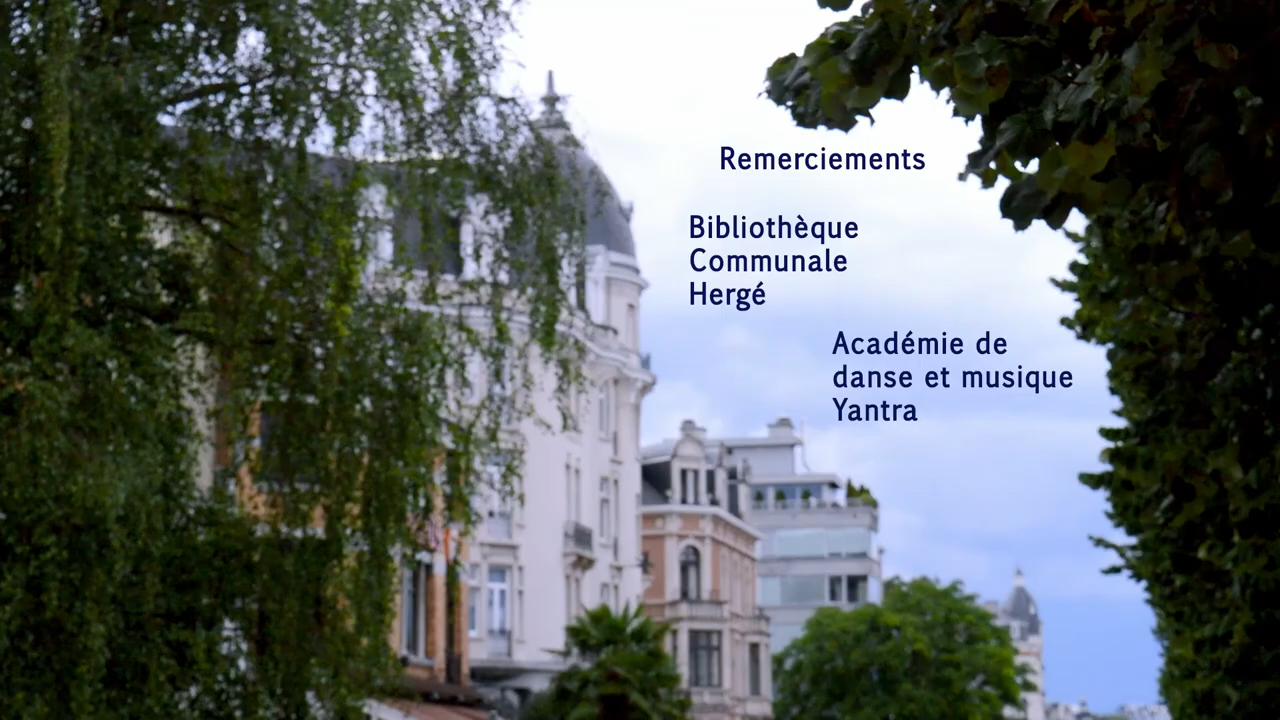 Remerciements
Bibliothèque
Communale
Hergé
Académie de
danse et musique
Yantra